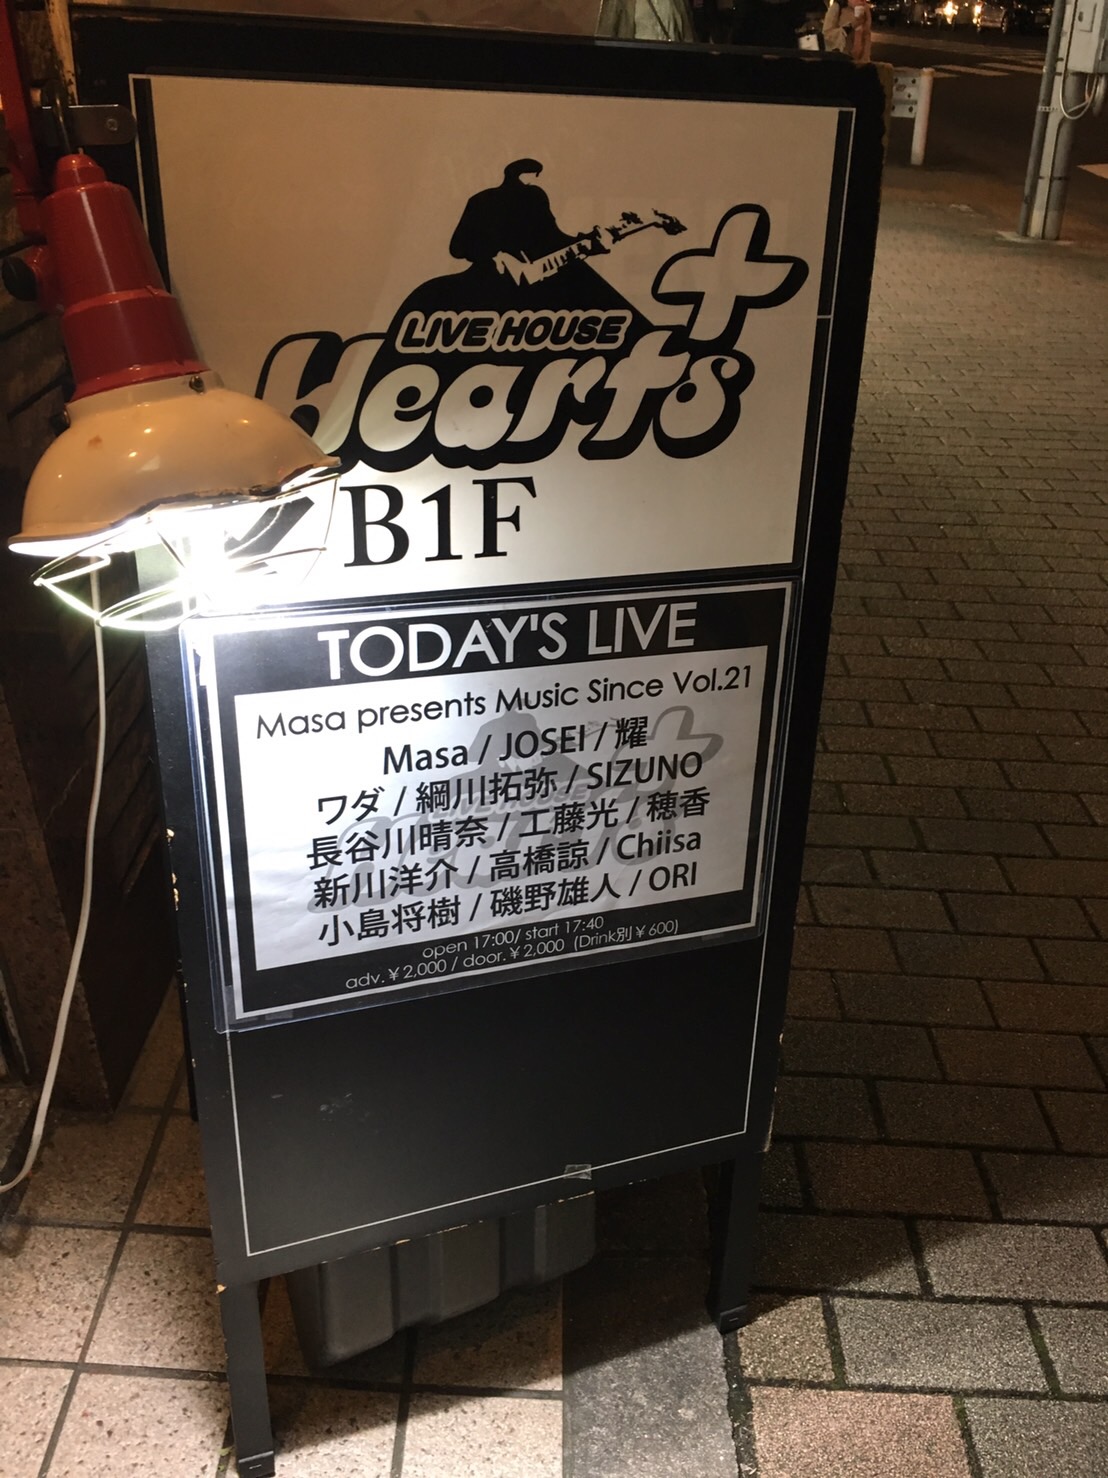 LIVE HOUSE
Hearts+
B1F
TODAY'S LIVE
Masa presents Music Since Vol.21
Masa / JOSEI / 耀
ワダ / 綱川拓弥 / SIZUNO
長谷川晴奈 / 工藤光 / 穂香
新川洋介 / 高橋諒 / Chiisa
小島将樹 / 磯野雄人 / ORI
open 17:00/ start 17:40
adv.￥2,000 / door.￥2,000 (Drink別￥600)